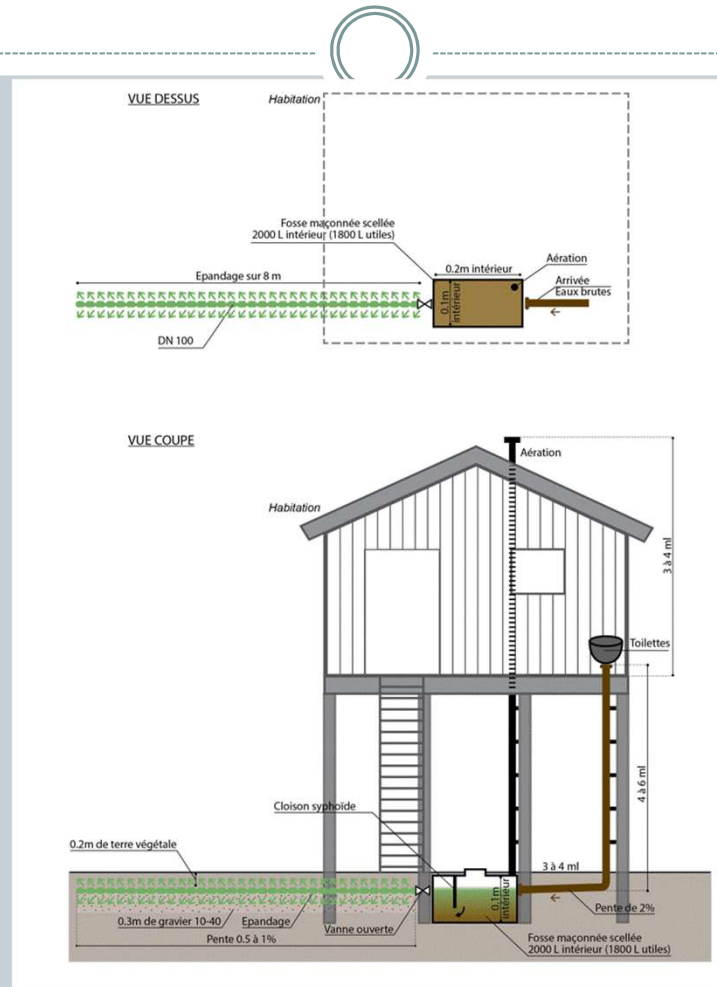 VUE DESSUS
Habitation
Fosse maçonnée scellée
2000 L intérieur (1800 L utiles)
Epandage sur 8 m
0.2m intérieur
Aération
0.1m
intérieur
Arrivée
Eaux brutes
DN 100
VUE COUPE
Aération
Habitation
3 à 4 ml
Toilettes
4 à 6 ml
Cloison syphoïde
0.2m de terre végétale
3 à 4 ml
0.1m
intérieur
0.3m de gravier 10-40
Epandage
Vanne ouverte
Pente de 2%
Pente 0.5 à 1%
Fosse maçonnée scellée
2000 L intérieur (1800 L utiles)